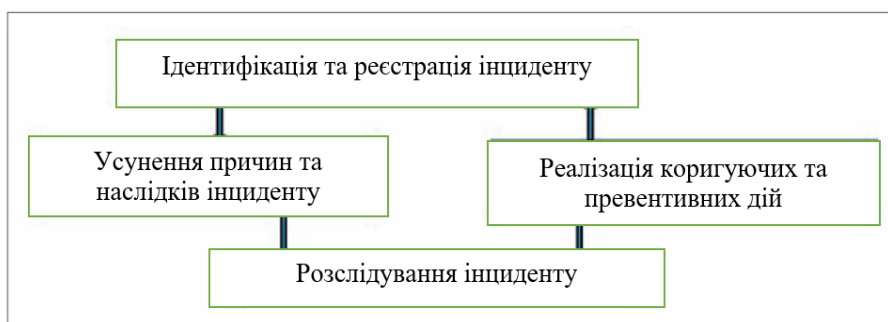 Ідентифікація та реєстрація інциденту
Усунення причин та
наслідків інциденту
Реалізація коригуючих та
превентивних дій
Розслідування інциденту